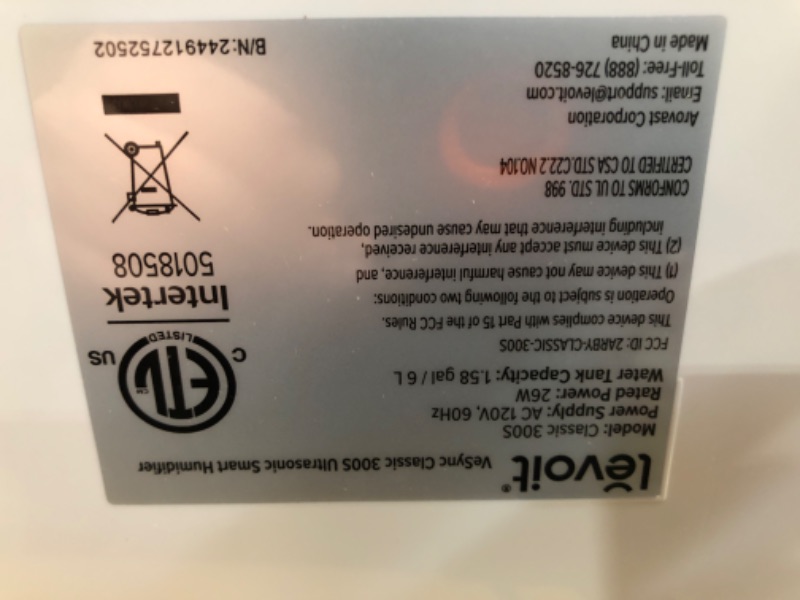 lēvoit® VeSync Classic 300S Ultrasonic Smart Humidifier
Model: Classic 300S
Power Supply: AC 120V, 60Hz
Rated Power: 26W
Water Tank Capacity: 1.58 gal / 6 L
FCC ID: 2ARBY-CLASSIC-300S
This device complies with Part 15 of the FCC Rules.
Operation is subject to the following two conditions:
(1) This device may not cause harmful interference, and
(2) This device must accept any interference received,
including interference that may cause undesired operation.
CONFORMS TO UL STD. 998
CERTIFIED TO CSA STD.C22.2 NO.104
Arovast Corporation
Email: support@levoit.com
Toll-Free: (888) 726-8520
Made in China
ETL CM
LISTED
C US
Intertek
5018508
B/N:244912752502